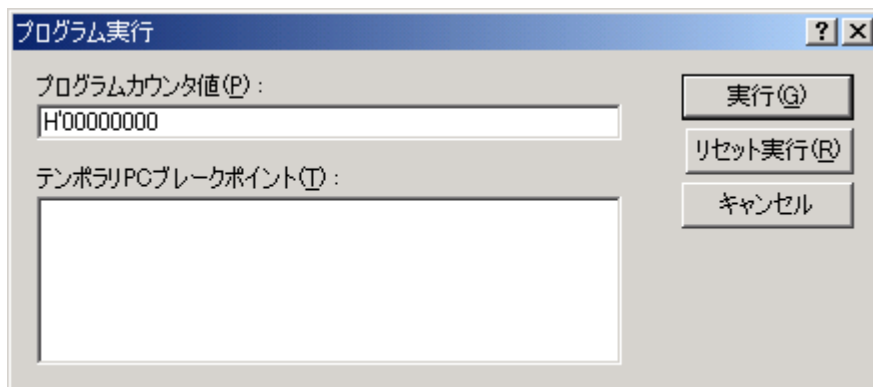 プログラム実行
プログラムカウンタ値(P) :
H'00000000
テンポラリPCブレークポイント(T) :
実行(G)
リセット実行(R)
キャンセル